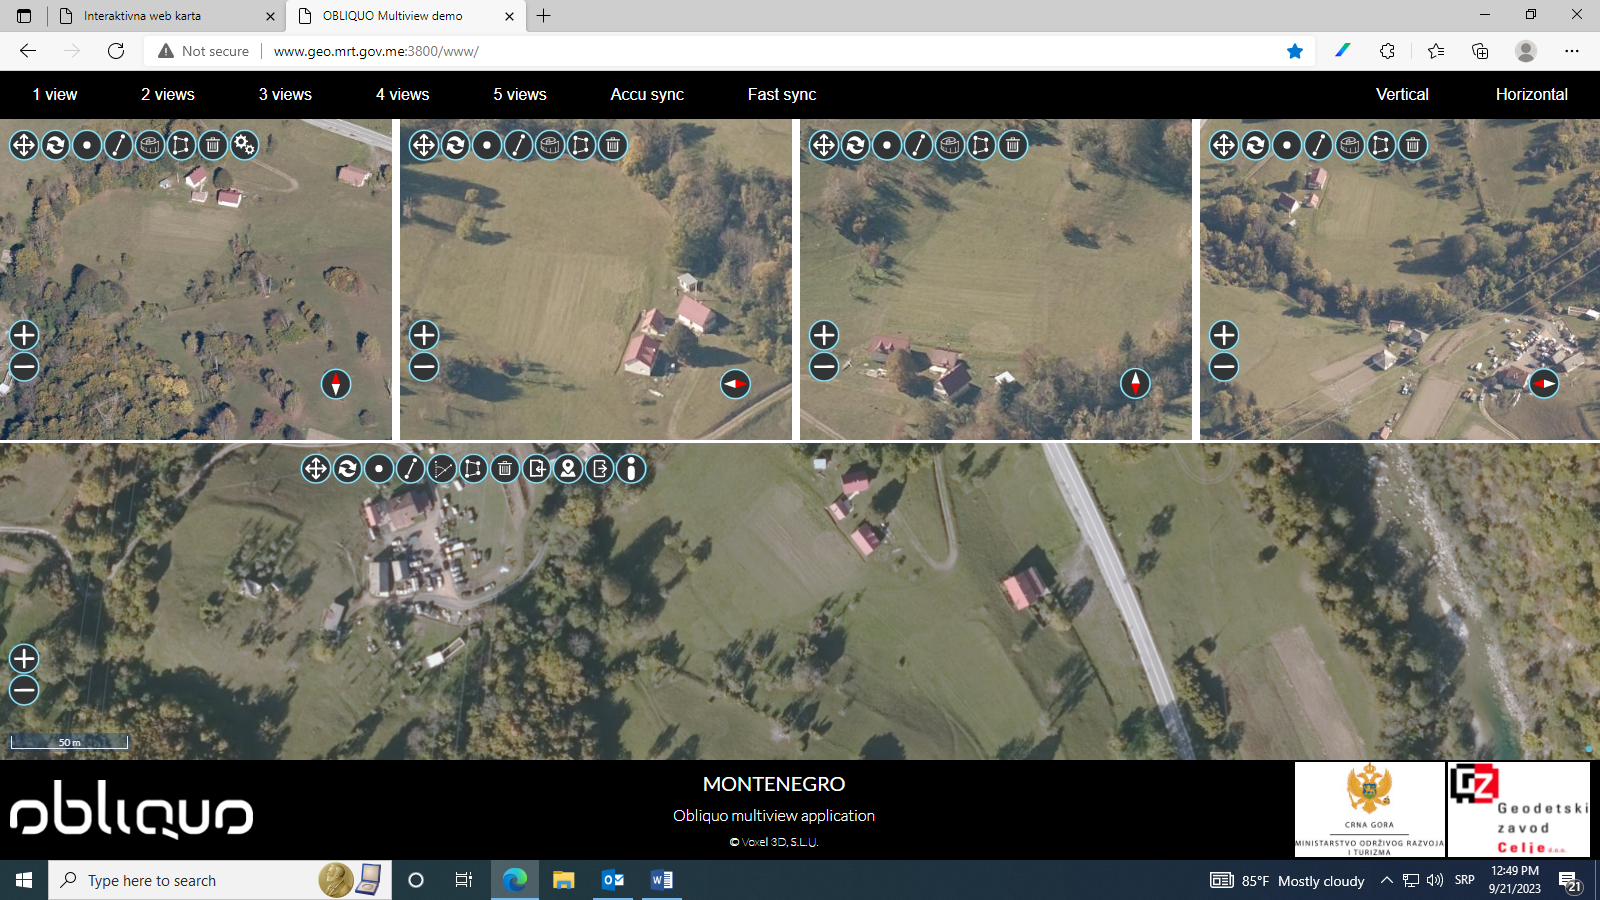 Interaktivna web karta
OBLIQUO Multiview demo
Not secure
www.geo.mrt.gov.me:3800/www/
1 view 2 views 3 views 4 views 5 views Accu sync Fast sync Vertical Horizontal
50 m
obliquo
MONTENEGRO
Obliquo multiview application
© Voxel 3D, S.L.U.
CRNA GORA
MINISTARSTVO ODRŽIVOG RAZVOJA
I TURIZMA
GZ
Geodetski
zavod
Celje d.o.o.
Type here to search
85°F Mostly cloudy
SRP
12:49 PM
9/21/2023
21